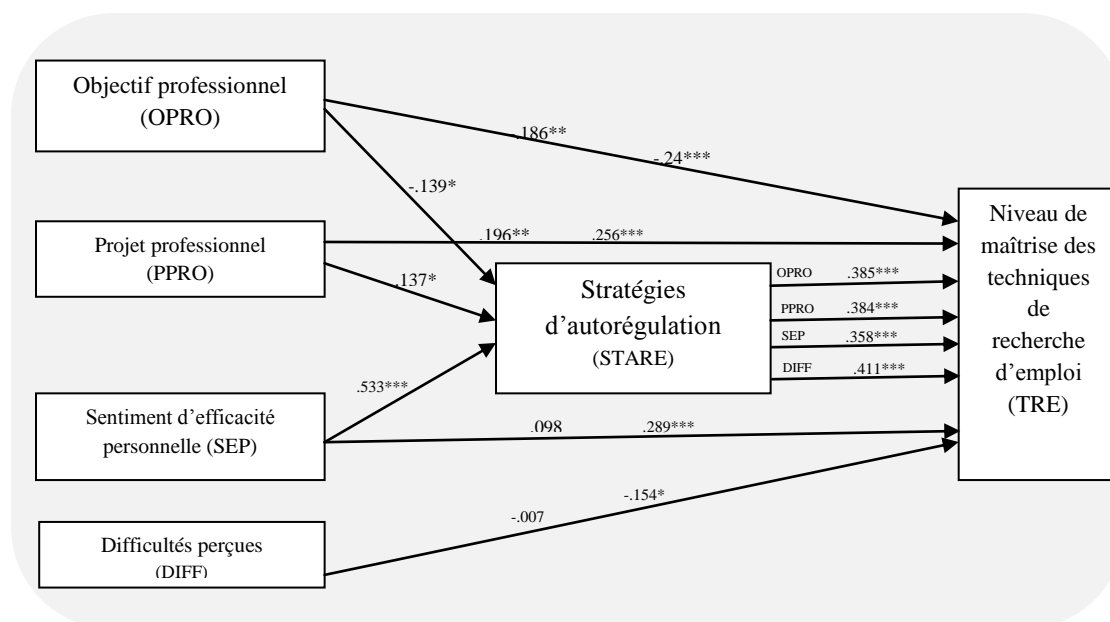 Objectif professionnel
(OPRO)
-.186**
-.24***
-.139*
Projet professionnel
(PPRO)
.196**
.256***
.137*
Stratégies
d’autorégulation
(STARE)
OPRO .385***
PPRO .384***
SEP .358***
DIFF .411***
Niveau de
maîtrise des
techniques
de
recherche
d’emploi
(TRE)
.533***
Sentiment d’efficacité
personnelle (SEP)
.098
.289***
-.154*
-.007
Difficultés perçues
(DIFF)